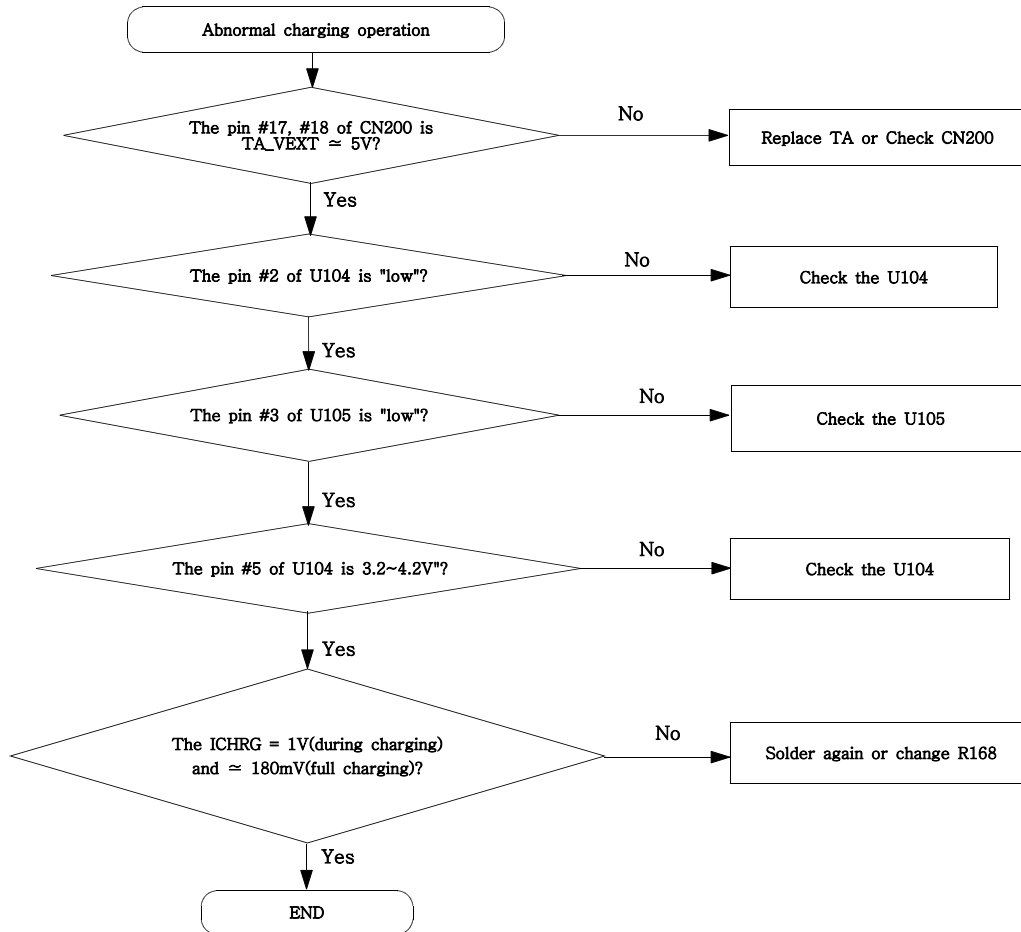 Abnormal charging operation
The pin #17, #18 of CN200 is
TA_VEXT ≃ 5V?
No
Replace TA or Check CN200
Yes
The pin #2 of U104 is "low"?
No
Check the U104
Yes
The pin #3 of U105 is "low"?
No
Check the U105
Yes
The pin #5 of U104 is 3.2~4.2V"?
No
Check the U104
Yes
The ICHRG = 1V(during charging)
and ≃ 180mV(full charging)?
No
Solder again or change R168
Yes
END